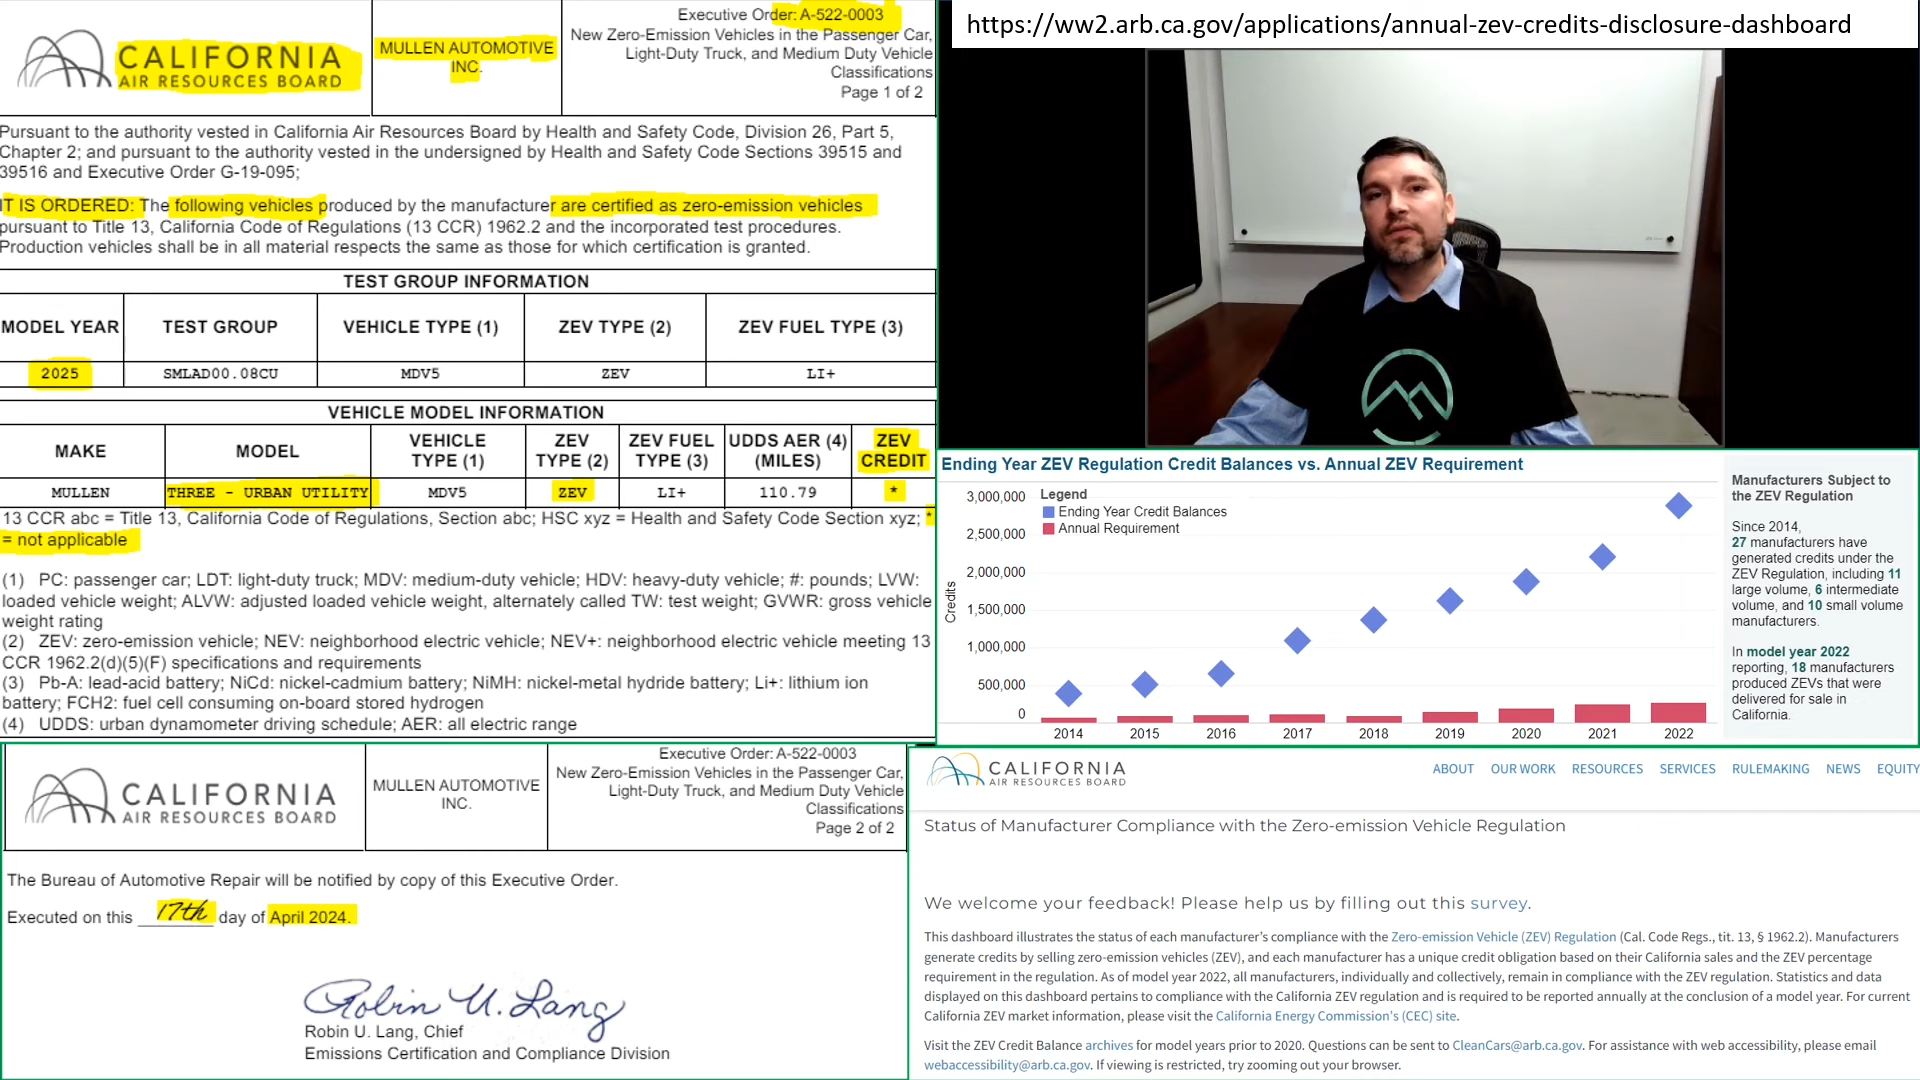 CALIFORNIA
AIR RESOURCES BOARD
MULLEN AUTOMOTIVE
INC.
Executive Order: A-522-0003
New Zero-Emission Vehicles in the Passenger Car,
Light-Duty Truck, and Medium Duty Vehicle
Classifications
Page 1 of 2
Pursuant to the authority vested in California Air Resources Board by Health and Safety Code, Division 26, Part 5,
Chapter 2; and pursuant to the authority vested in the undersigned by Health and Safety Code Sections 39515 and
39516 and Executive Order G-19-095;
IT IS ORDERED: The following vehicles produced by the manufacturer are certified as zero-emission vehicles
pursuant to Title 13, California Code of Regulations (13 CCR) 1962.2 and the incorporated test procedures.
Production vehicles shall be in all material respects the same as those for which certification is granted.
TEST GROUP INFORMATION
MODEL YEAR TEST GROUP VEHICLE TYPE (1) ZEV TYPE (2) ZEV FUEL TYPE (3)
2025 SMLAD00.08CU MDV5 ZEV LI+
VEHICLE MODEL INFORMATION
MAKE MODEL VEHICLE TYPE (1) ZEV TYPE (2) ZEV FUEL TYPE (3) UDDS AER (4) (MILES) ZEV CREDIT
MULLEN THREE - URBAN UTILITY MDV5 ZEV LI+ 110.79 *
13 CCR abc = Title 13, California Code of Regulations, Section abc; HSC xyz = Health and Safety Code Section xyz; *
= not applicable
(1) PC: passenger car; LDT: light-duty truck; MDV: medium-duty vehicle; HDV: heavy-duty vehicle; #: pounds; LVW:
loaded vehicle weight; ALVW: adjusted loaded vehicle weight, alternately called TW: test weight; GVWR: gross vehicle
weight rating
(2) ZEV: zero-emission vehicle; NEV: neighborhood electric vehicle; NEV+: neighborhood electric vehicle meeting 13
CCR 1962.2(d)(5)(F) specifications and requirements
(3) Pb-A: lead-acid battery; NiCd: nickel-cadmium battery; NiMH: nickel-metal hydride battery; Li+: lithium ion
battery; FCH2: fuel cell consuming on-board stored hydrogen
(4) UDDS: urban dynamometer driving schedule; AER: all electric range
CALIFORNIA
AIR RESOURCES BOARD
MULLEN AUTOMOTIVE
INC.
Executive Order: A-522-0003
New Zero-Emission Vehicles in the Passenger Car,
Light-Duty Truck, and Medium Duty Vehicle
Classifications
Page 2 of 2
The Bureau of Automotive Repair will be notified by copy of this Executive Order.
Executed on this 17th day of April 2024.
Robin U. Lang
Robin U. Lang, Chief
Emissions Certification and Compliance Division
https://ww2.arb.ca.gov/applications/annual-zev-credits-disclosure-dashboard
Ending Year ZEV Regulation Credit Balances vs. Annual ZEV Requirement
Legend
Ending Year Credit Balances
Annual Requirement
Credits
3,000,000
2,500,000
2,000,000
1,500,000
1,000,000
500,000
0
2014 2015 2016 2017 2018 2019 2020 2021 2022
Manufacturers Subject to
the ZEV Regulation
Since 2014,
27 manufacturers have
generated credits under the
ZEV Regulation, including 11
large volume, 6 intermediate
volume, and 10 small volume
manufacturers.
In model year 2022
reporting, 18 manufacturers
produced ZEVs that were
delivered for sale in
California.
CALIFORNIA
AIR RESOURCES BOARD
ABOUT OUR WORK RESOURCES SERVICES RULEMAKING NEWS EQUITY
Status of Manufacturer Compliance with the Zero-emission Vehicle Regulation
We welcome your feedback! Please help us by filling out this survey.
This dashboard illustrates the status of each manufacturer's compliance with the Zero-emission Vehicle (ZEV) Regulation (Cal. Code Regs., tit. 13, § 1962.2). Manufacturers
generate credits by selling zero-emission vehicles (ZEV), and each manufacturer has a unique credit obligation based on their California sales and the ZEV percentage
requirement in the regulation. As of model year 2022, all manufacturers, individually and collectively, remain in compliance with the ZEV regulation. Statistics and data
displayed on this dashboard pertains to compliance with the California ZEV regulation and is required to be reported annually at the conclusion of a model year. For current
California ZEV market information, please visit the California Energy Commission's (CEC) site.
Visit the ZEV Credit Balance archives for model years prior to 2020. Questions can be sent to CleanCars@arb.ca.gov. For assistance with web accessibility, please email
webaccessibility@arb.ca.gov. If viewing is restricted, try zooming out your browser.